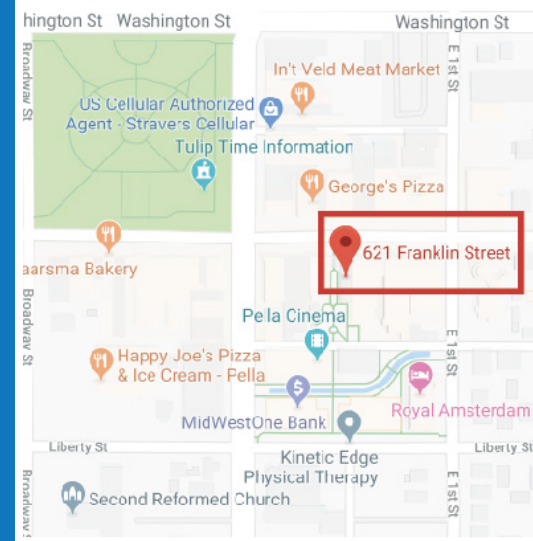 hington St
Washington St
Washington St
Broadway St
E 1st St
In't Veld Meat Market
US Cellular Authorized
Agent - Stravers Cellular
Tulip Time Information
George's Pizza
621 Franklin Street
aarsma Bakery
Broadway St
Pella Cinema
E 1st St
Happy Joe's Pizza
& Ice Cream - Pella
Royal Amsterdam
MidWestOne Bank
Liberty St
Liberty St
Kinetic Edge
Physical Therapy
Broadway S
E 1st St
Second Reformed Church